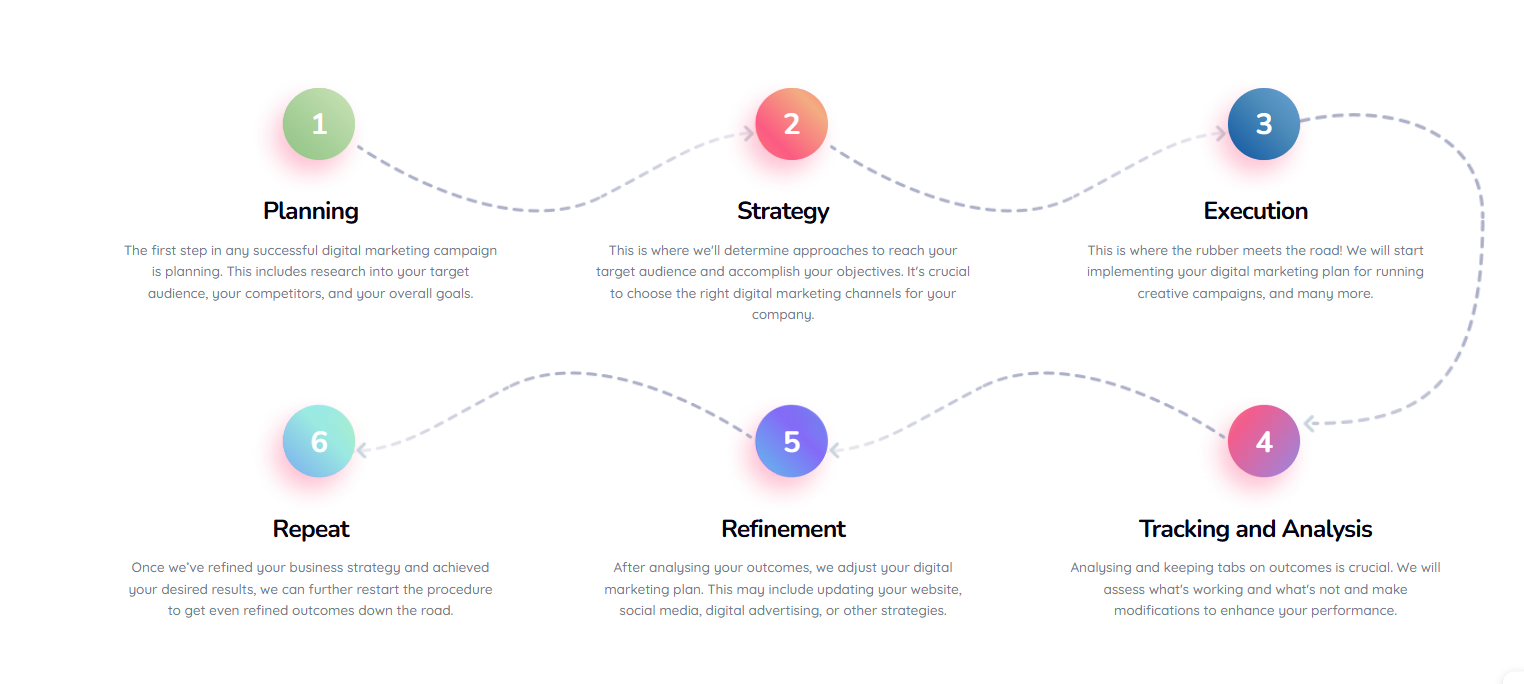 1
Planning
The first step in any successful digital marketing campaign
is planning. This includes research into your target
audience, your competitors, and your overall goals.
2
Strategy
This is where we'll determine approaches to reach your
target audience and accomplish your objectives. It's crucial
to choose the right digital marketing channels for your
company.
3
Execution
This is where the rubber meets the road! We will start
implementing your digital marketing plan for running
creative campaigns, and many more.
4
Tracking and Analysis
Analysing and keeping tabs on outcomes is crucial. We will
assess what's working and what's not and make
modifications to enhance your performance.
5
Refinement
After analysing your outcomes, we adjust your digital
marketing plan. This may include updating your website,
social media, digital advertising, or other strategies.
6
Repeat
Once we've refined your business strategy and achieved
your desired results, we can further restart the procedure
to get even refined outcomes down the road.